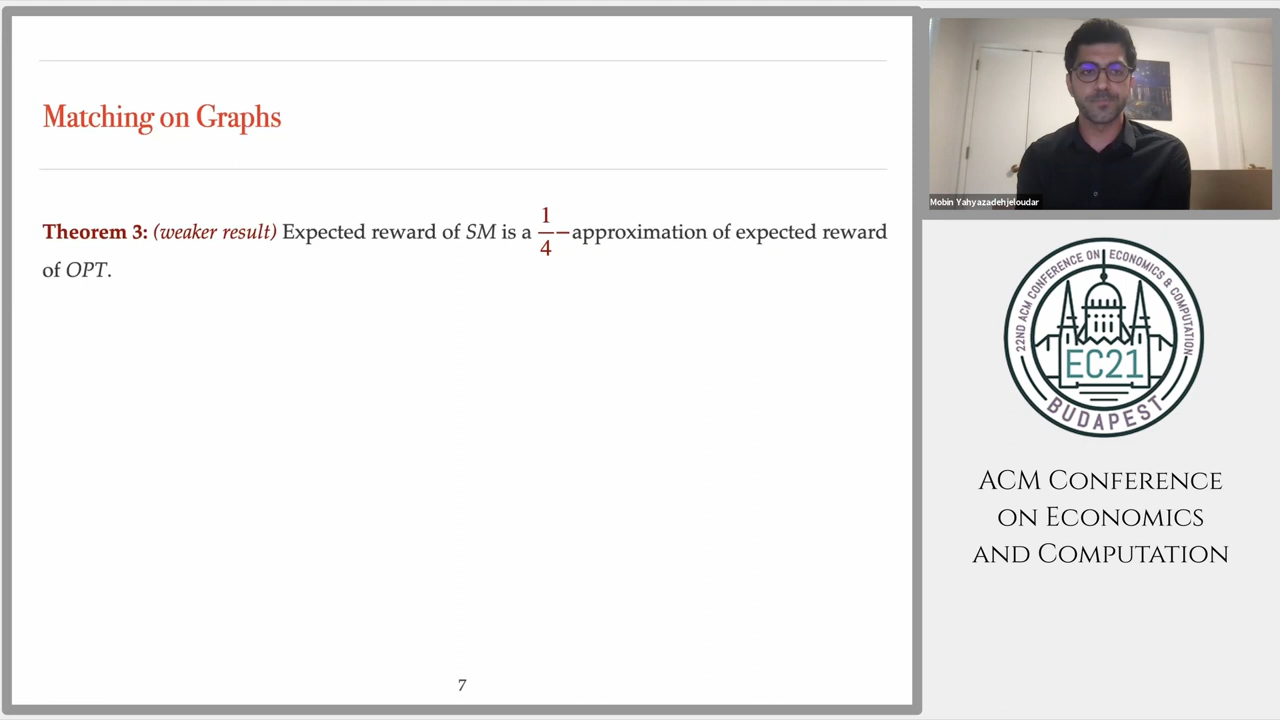 Matching on Graphs
Theorem 3: (weaker result) Expected reward of SM is a 1/4–approximation of expected reward
of OPT.
7
Mobin Yahyazadehjeloudar
22ND ACM CONFERENCE ON ECONOMICS & COMPUTATION
EC21
BUDAPEST
ACM Conference
on Economics
and Computation